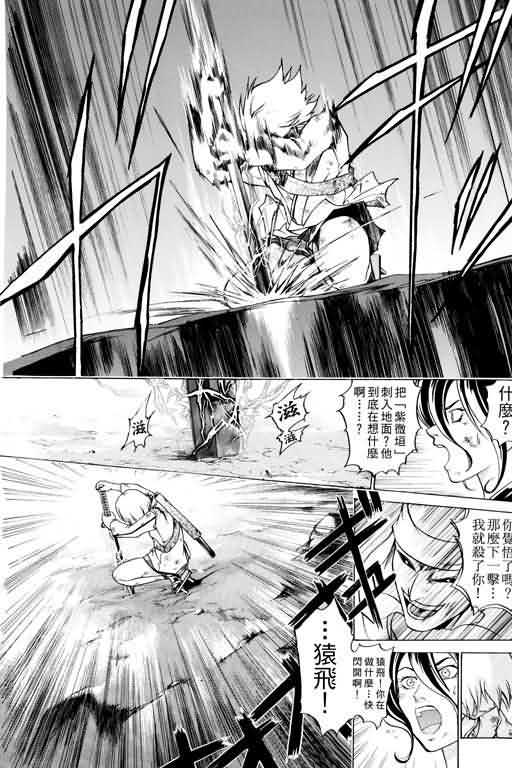 什麼？
把「紫微垣」
刺入地面？他
到底在想什麼
啊…？
滋
滋
你覺悟了嗎？
那麼下一擊…
我就殺了你！
猿飛！你在
做什麼…快
閃開啊！
…猿飛！